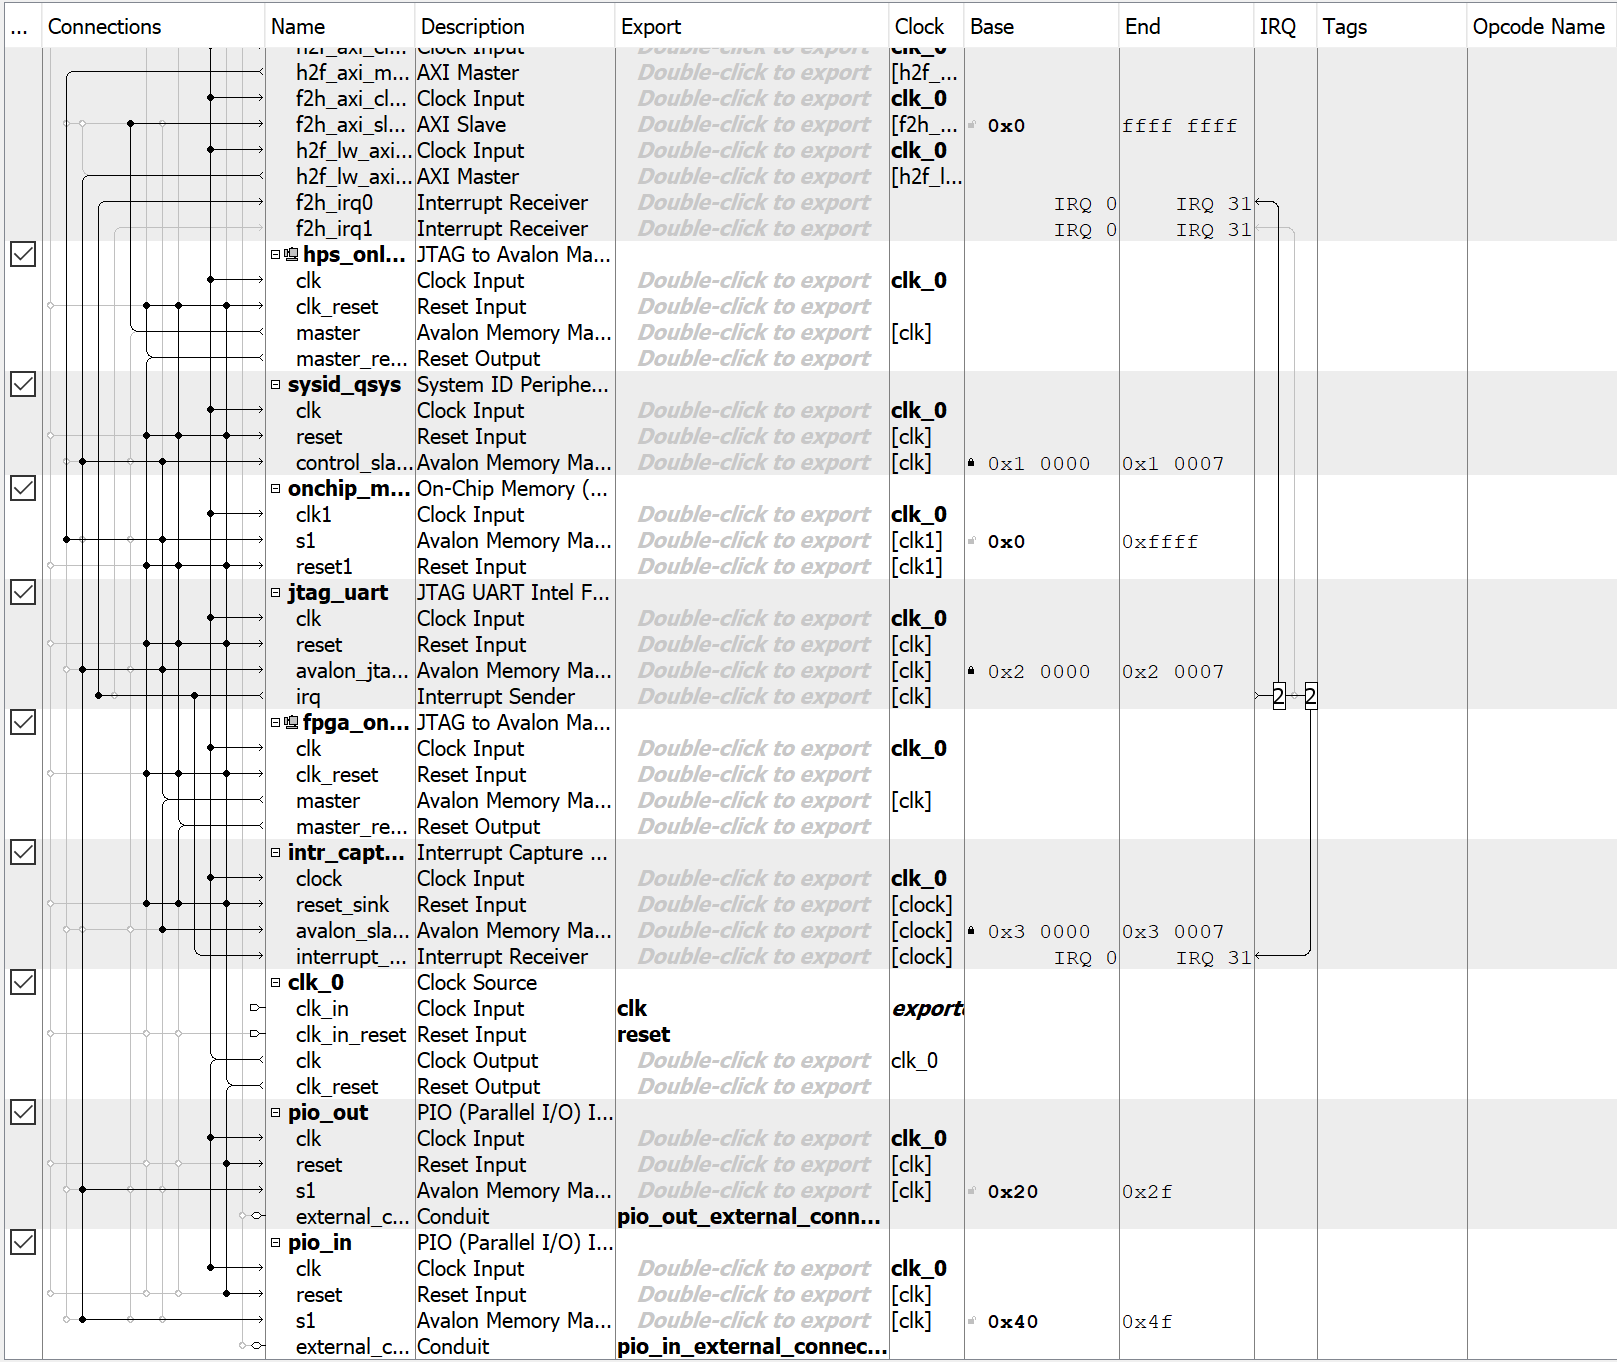 ... Connections Name Description Export Clock Base End IRQ Tags Opcode Name
h2f_axi_cl... Clock Input Double-click to export clk_0
h2f_axi_m... AXI Master Double-click to export [h2f_...
f2h_axi_cl... Clock Input Double-click to export clk_0
f2h_axi_sl... AXI Slave Double-click to export [f2h_... 0x0 ffff ffff
h2f_lw_axi... Clock Input Double-click to export clk_0
h2f_lw_axi... AXI Master Double-click to export [h2f_l...
f2h_irq0 Interrupt Receiver Double-click to export IRQ 0 IRQ 31
f2h_irq1 Interrupt Receiver Double-click to export IRQ 0 IRQ 31
hps_onl... JTAG to Avalon Ma...
clk Clock Input Double-click to export clk_0
clk_reset Reset Input Double-click to export
master Avalon Memory Ma... Double-click to export [clk]
master_re... Reset Output Double-click to export
sysid_qsys System ID Periphe...
clk Clock Input Double-click to export clk_0
reset Reset Input Double-click to export [clk]
control_sla... Avalon Memory Ma... Double-click to export [clk] 0x1 0000 0x1 0007
onchip_m... On-Chip Memory (...
clk1 Clock Input Double-click to export clk_0
s1 Avalon Memory Ma... Double-click to export [clk1] 0x0 0xffff
reset1 Reset Input Double-click to export [clk1]
jtag_uart JTAG UART Intel F...
clk Clock Input Double-click to export clk_0
reset Reset Input Double-click to export [clk]
avalon_jta... Avalon Memory Ma... Double-click to export [clk] 0x2 0000 0x2 0007
irq Interrupt Sender Double-click to export [clk] 2 2
fpga_on... JTAG to Avalon Ma...
clk Clock Input Double-click to export clk_0
clk_reset Reset Input Double-click to export
master Avalon Memory Ma... Double-click to export [clk]
master_re... Reset Output Double-click to export
intr_capt... Interrupt Capture ...
clock Clock Input Double-click to export clk_0
reset_sink Reset Input Double-click to export [clock]
avalon_sla... Avalon Memory Ma... Double-click to export [clock] 0x3 0000 0x3 0007
interrupt_... Interrupt Receiver Double-click to export [clock] IRQ 0 IRQ 31
clk_0 Clock Source
clk_in Clock Input clk export
clk_in_reset Reset Input reset
clk Clock Output Double-click to export clk_0
clk_reset Reset Output Double-click to export
pio_out PIO (Parallel I/O) I...
clk Clock Input Double-click to export clk_0
reset Reset Input Double-click to export [clk]
s1 Avalon Memory Ma... Double-click to export [clk] 0x20 0x2f
external_c... Conduit pio_out_external_conn...
pio_in PIO (Parallel I/O) I...
clk Clock Input Double-click to export clk_0
reset Reset Input Double-click to export [clk]
s1 Avalon Memory Ma... Double-click to export [clk] 0x40 0x4f
external_c... Conduit pio_in_external_connec...